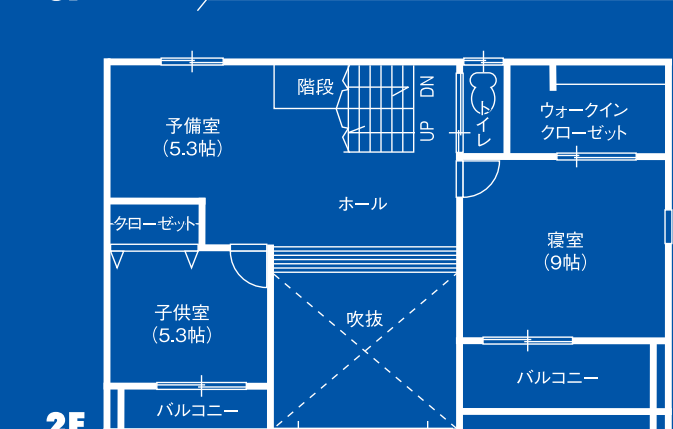 階段
DN
UP
トイレ
ウォークイン
クローゼット
予備室
(5.3帖)
ホール
クローゼット
寝室
(9帖)
子供室
(5.3帖)
吹抜
バルコニー
バルコニー
2F